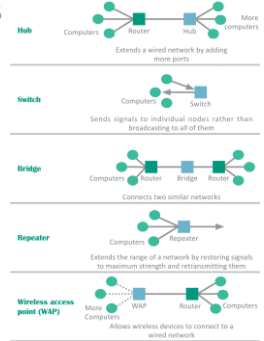 Hub
Computers
Router
Hub
More
computers
Extends a wired network by adding
more ports
Switch
Computers
Switch
Sends signals to individual nodes rather than
broadcasting to all of them
Bridge
Computers
Router
Bridge
Router
Connects two similar networks
Repeater
Computers
Repeater
Extends the range of a network by restoring signals
to maximum strength and retransmitting them
Wireless access
point (WAP)
More
Computers
WAP
Router
Computers
Allows wireless devices to connect to a
wired network